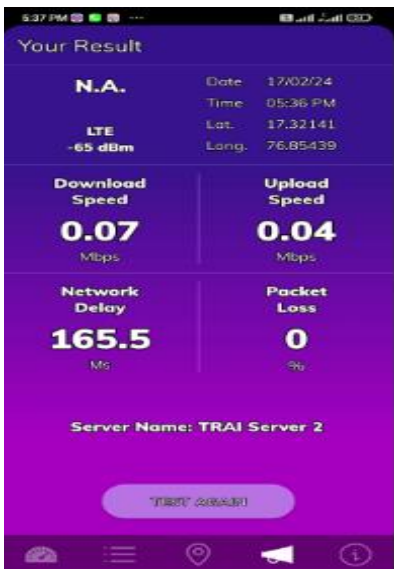 5:37 PM
Your Result
N.A.
LTE
-65 dBm
Date 17/02/24
Time 05:36 PM
Lat. 17.32141
Long. 76.85439
Download Speed
0.07
Mbps
Upload Speed
0.04
Mbps
Network Delay
165.5
Ms
Packet Loss
0
%
Server Name: TRAI Server 2
TEST AGAIN